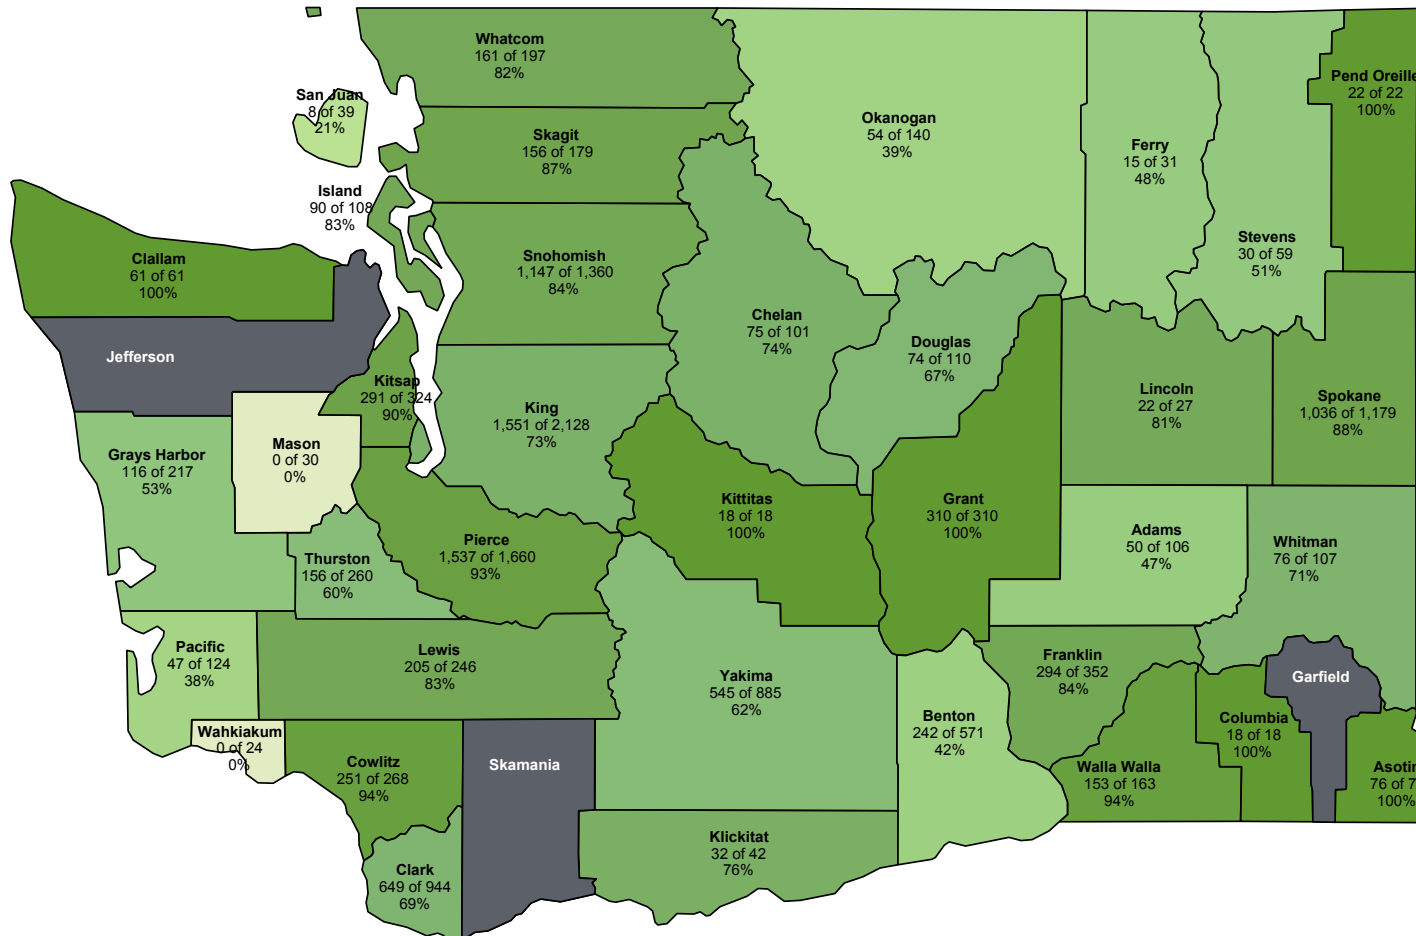 Whatcom
161 of 197
82%
San Juan
8 of 39
21%
Skagit
156 of 179
87%
Island
90 of 108
83%
Okanogan
54 of 140
39%
Ferry
15 of 31
48%
Stevens
30 of 59
51%
Pend Oreille
22 of 22
100%
Clallam
61 of 61
100%
Snohomish
1,147 of 1,360
84%
Chelan
75 of 101
74%
Douglas
74 of 110
67%
Jefferson
Kitsap
291 of 324
90%
King
1,551 of 2,128
73%
Lincoln
22 of 27
81%
Spokane
1,036 of 1,179
88%
Grays Harbor
116 of 217
53%
Mason
0 of 30
0%
Kittitas
18 of 18
100%
Grant
310 of 310
100%
Adams
50 of 106
47%
Whitman
76 of 107
71%
Thurston
156 of 260
60%
Pierce
1,537 of 1,660
93%
Pacific
47 of 124
38%
Lewis
205 of 246
83%
Yakima
545 of 885
62%
Franklin
294 of 352
84%
Garfield
Wahkiakum
0 of 24
0%
Cowlitz
251 of 268
94%
Skamania
Benton
242 of 571
42%
Walla Walla
153 of 163
94%
Columbia
18 of 18
100%
Asotin
76 of 7
100%
Clark
649 of 944
69%
Klickitat
32 of 42
76%